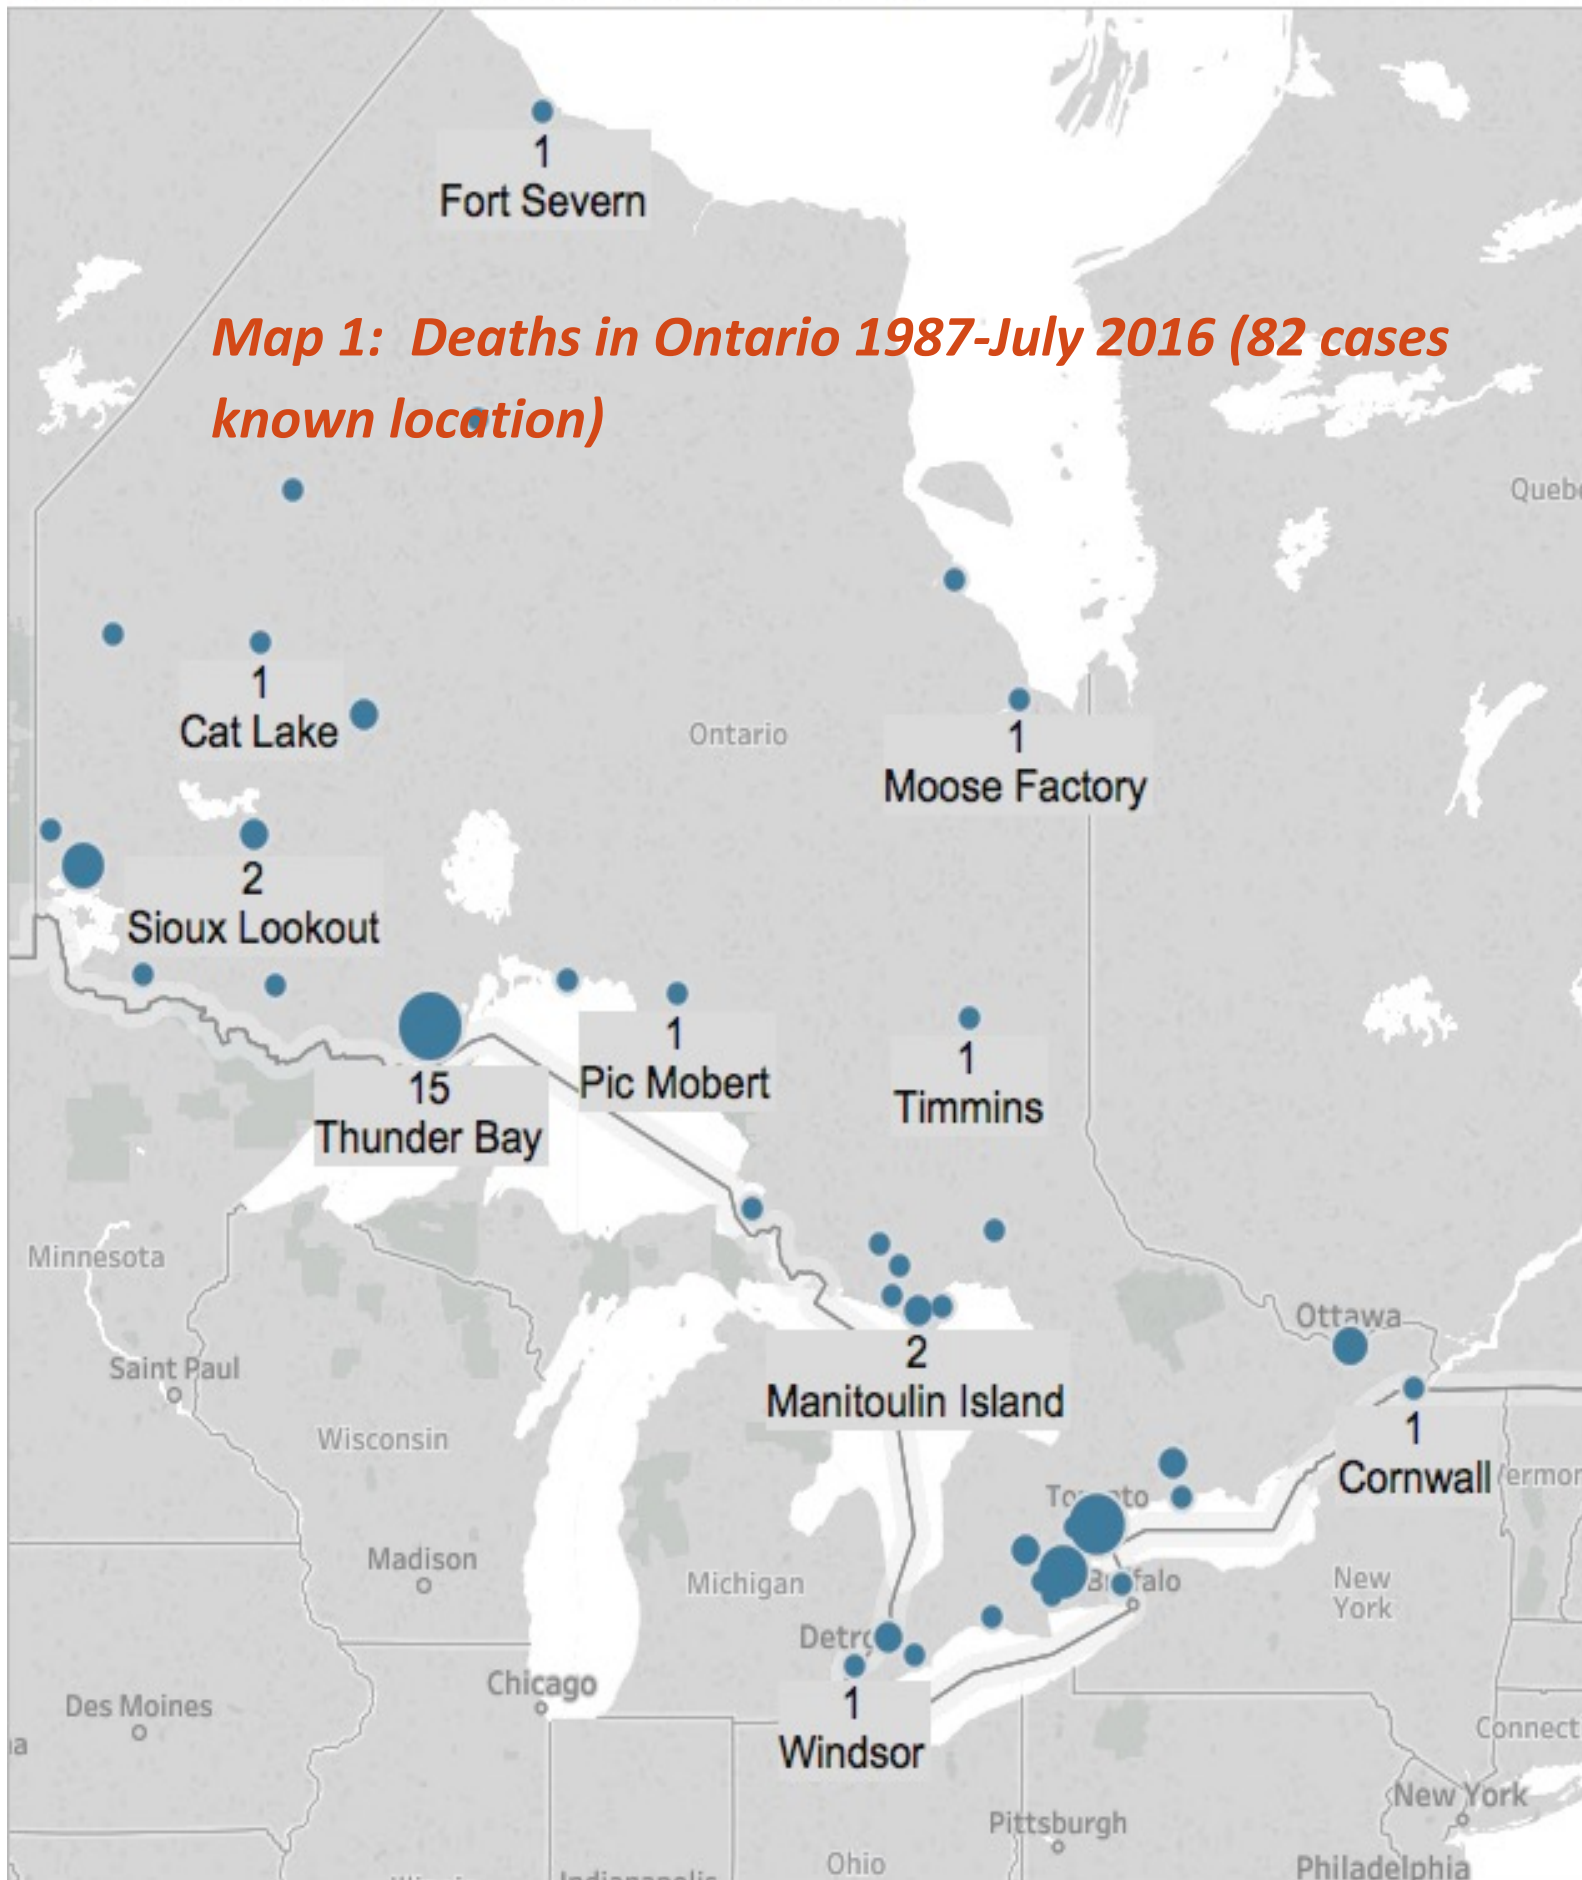 1
Fort Severn
Map 1: Deaths in Ontario 1987-July 2016 (82 cases
known location)
1
Cat Lake
Ontario
1
Moose Factory
2
Sioux Lookout
1
Pic Mobert
1
Timmins
15
Thunder Bay
Minnesota
Ottawa
2
Manitoulin Island
Saint Paul
Wisconsin
1
Cornwall
Madison
Michigan
New
York
Chicago
Des Moines
1
Windsor
New York
Pittsburgh
Ohio
Philadelphia